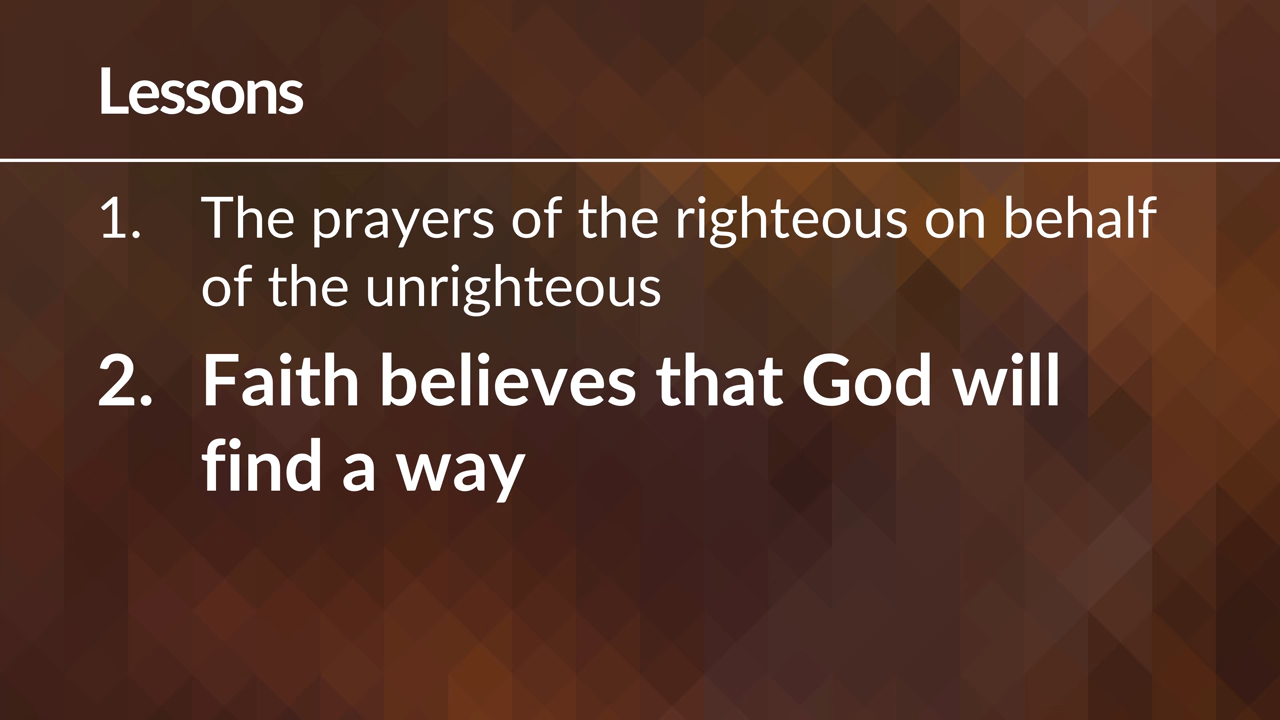 Lessons
1. The prayers of the righteous on behalf
of the unrighteous
2. Faith believes that God will
find a way